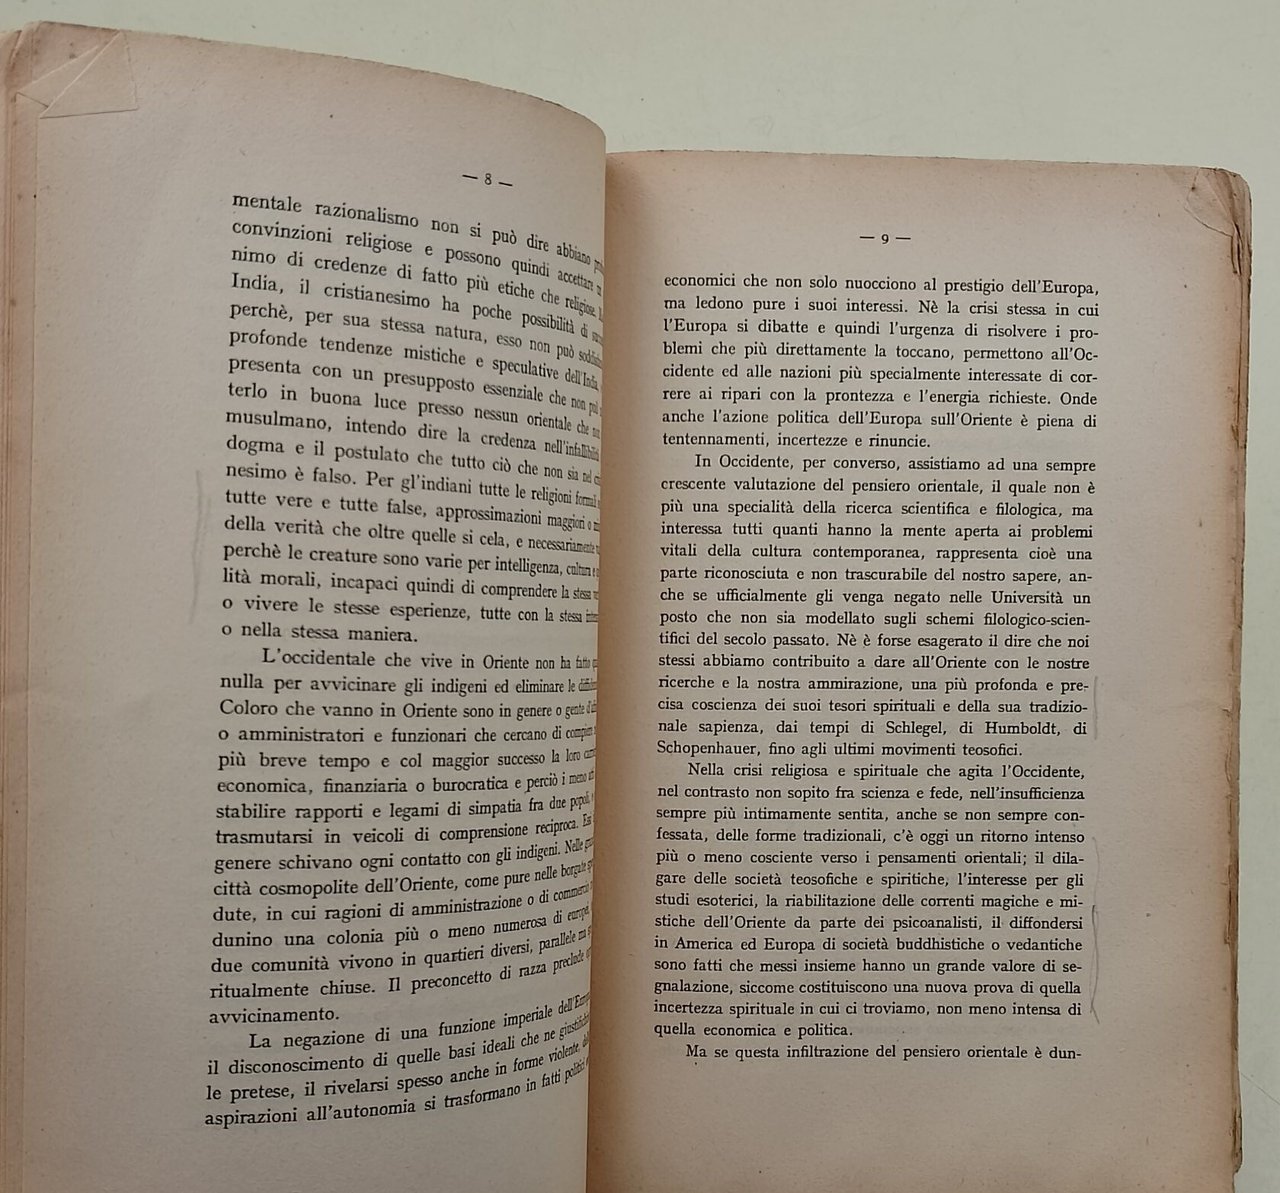 — 8 —
mentale razionalismo non si può dire abbiano
convinzioni religiose e possono quindi accettare
nimo di credenze di fatto più etiche che religiose.
India, il cristianesimo ha poche possibilità di
perchè, per sua stessa natura, esso non può
profonde tendenze mistiche e speculative dell'India,
presenta con un presupposto essenziale che non può
terlo in buona luce presso nessun orientale che non
musulmano, intendo dire la credenza nell'infallibilità
dogma e il postulato che tutto ciò che non sia nel
nesimo è falso. Per gl'indiani tutte le religioni formali
tutte vere e tutte false, approssimazioni maggiori o
della verità che oltre quelle si cela, e necessariamente
perchè le creature sono varie per intelligenza, cultura e
lità morali, incapaci quindi di comprendere la stessa
o vivere le stesse esperienze, tutte con la stessa
o nella stessa maniera.
L'occidentale che vive in Oriente non ha fatto
nulla per avvicinare gli indigeni ed eliminare le
Coloro che vanno in Oriente sono in genere o gente
o amministratori e funzionari che cercano di compiere
più breve tempo e col maggior successo la loro
economica, finanziaria o burocratica e perciò i meno
stabilire rapporti e legami di simpatia fra due popoli,
trasmutarsi in veicoli di comprensione reciproca.
genere schivano ogni contatto con gli indigeni. Nelle
città cosmopolite dell'Oriente, come pure nelle borgate
dute, in cui ragioni di amministrazione o di commercio
dunino una colonia più o meno numerosa di europei,
due comunità vivono in quartieri diversi, parallele ma
ritualmente chiuse. Il preconcetto di razza preclude
avvicinamento.
La negazione di una funzione imperiale dell'Europa
il disconoscimento di quelle basi ideali che ne
le pretese, il rivelarsi spesso anche in forme violente,
aspirazioni all'autonomia si trasformano in fatti politici
— 9 —
economici che non solo nuocciono al prestigio dell'Europa,
ma ledono pure i suoi interessi. Nè la crisi stessa in cui
l'Europa si dibatte e quindi l'urgenza di risolvere i pro-
blemi che più direttamente la toccano, permettono all'Oc-
cidente ed alle nazioni più specialmente interessate di cor-
rere ai ripari con la prontezza e l'energia richieste. Onde
anche l'azione politica dell'Europa sull'Oriente è piena di
tentennamenti, incertezze e rinuncie.
In Occidente, per converso, assistiamo ad una sempre
crescente valutazione del pensiero orientale, il quale non è
più una specialità della ricerca scientifica e filologica, ma
interessa tutti quanti hanno la mente aperta ai problemi
vitali della cultura contemporanea, rappresenta cioè una
parte riconosciuta e non trascurabile del nostro sapere, an-
che se ufficialmente gli venga negato nelle Università un
posto che non sia modellato sugli schemi filologico-scien-
tifici del secolo passato. Nè è forse esagerato il dire che noi
stessi abbiamo contribuito a dare all'Oriente con le nostre
ricerche e la nostra ammirazione, una più profonda e pre-
cisa coscienza dei suoi tesori spirituali e della sua tradizio-
nale sapienza, dai tempi di Schlegel, di Humboldt, di
Schopenhauer, fino agli ultimi movimenti teosofici.
Nella crisi religiosa e spirituale che agita l'Occidente,
nel contrasto non sopito fra scienza e fede, nell'insufficienza
sempre più intimamente sentita, anche se non sempre con-
fessata, delle forme tradizionali, c'è oggi un ritorno intenso
più o meno cosciente verso i pensamenti orientali; il dila-
gare delle società teosofiche e spiritiche, l'interesse per gli
studi esoterici, la riabilitazione delle correnti magiche e mi-
stiche dell'Oriente da parte dei psicoanalisti, il diffondersi
in America ed Europa di società buddhistiche o vedantiche
sono fatti che messi insieme hanno un grande valore di se-
gnalazione, siccome costituiscono una nuova prova di quella
incertezza spirituale in cui ci troviamo, non meno intensa di
quella economica e politica.
Ma se questa infiltrazione del pensiero orientale è dun-